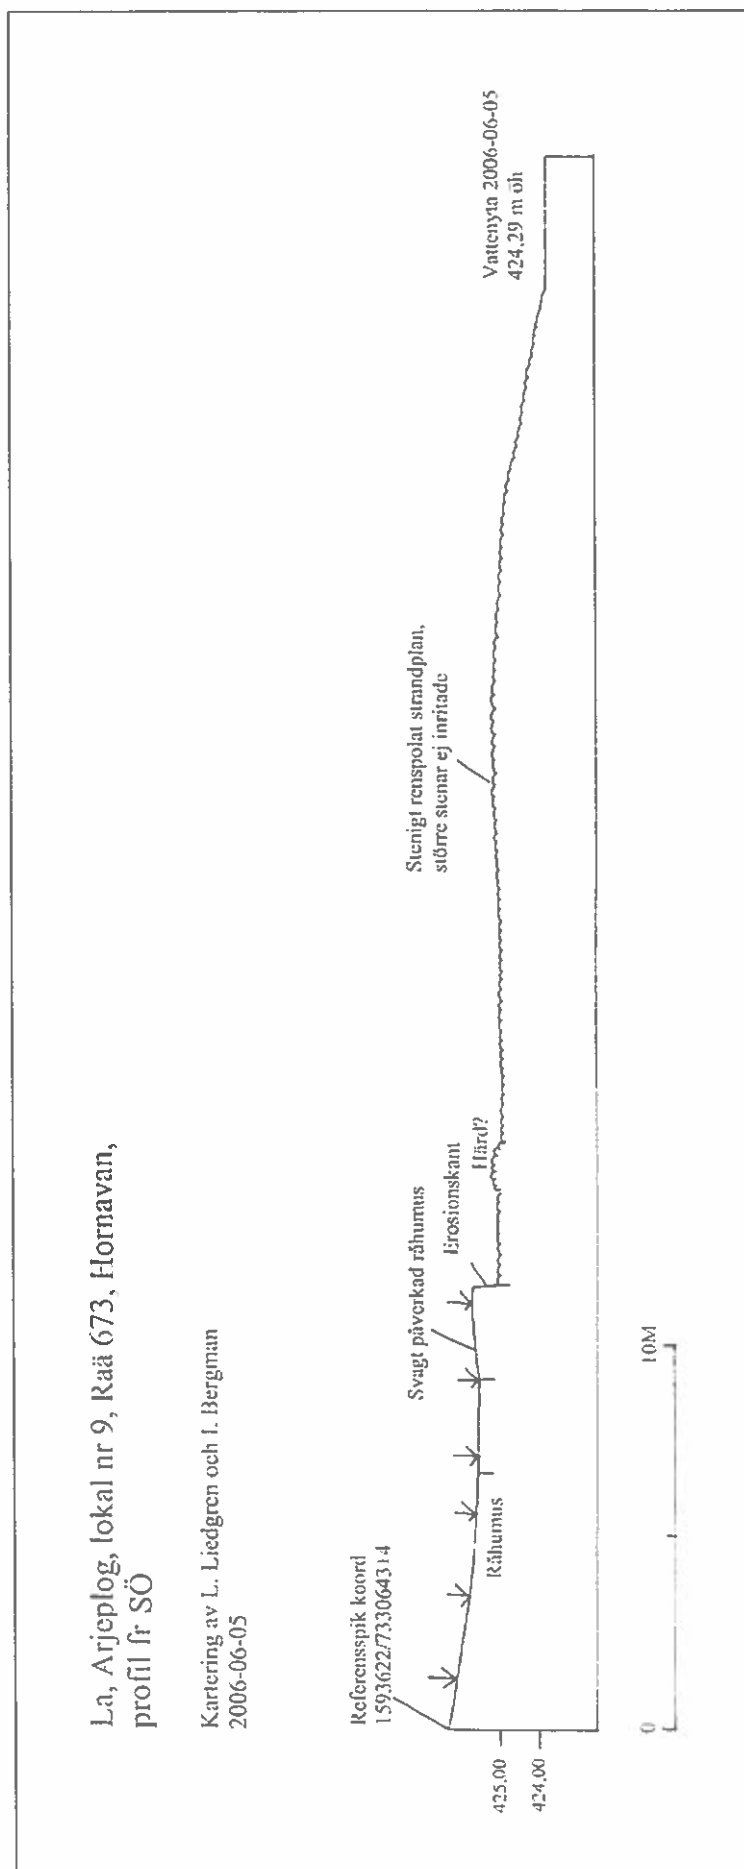 La, Arjeplog, lokal nr 9, Raä 673, Hornavan,
profil fr SÖ
Kartering av L. Liedgren och I. Bergman
2006-06-05
Referensspik koord
1593622/733064314
Råhumus
Svagt påverkad råhumus
Erosionskant
Härd?
Stenigt renspolat strandplan,
större stenar ej inritade
Vattenyta 2006-06-05
424,29 m öh
425,00
424,00
0
10M